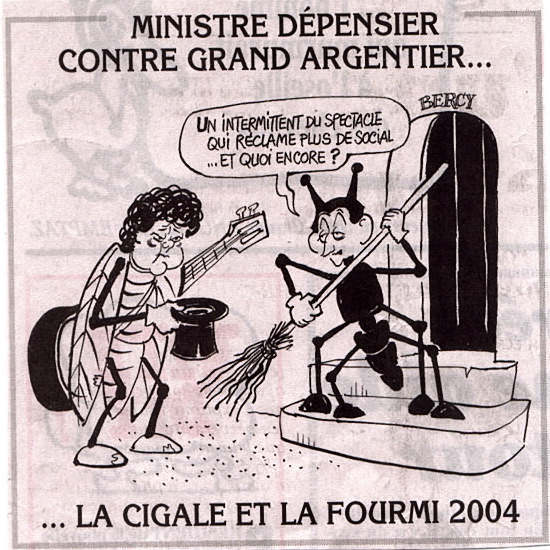 MINISTRE DÉPENSIER
CONTRE GRAND ARGENTIER...
BERCY
UN INTERMITTENT DU SPECTACLE
QUI RÉCLAME PLUS DE SOCIAL
...ET QUOI ENCORE ?
S M
... LA CIGALE ET LA FOURMI 2004